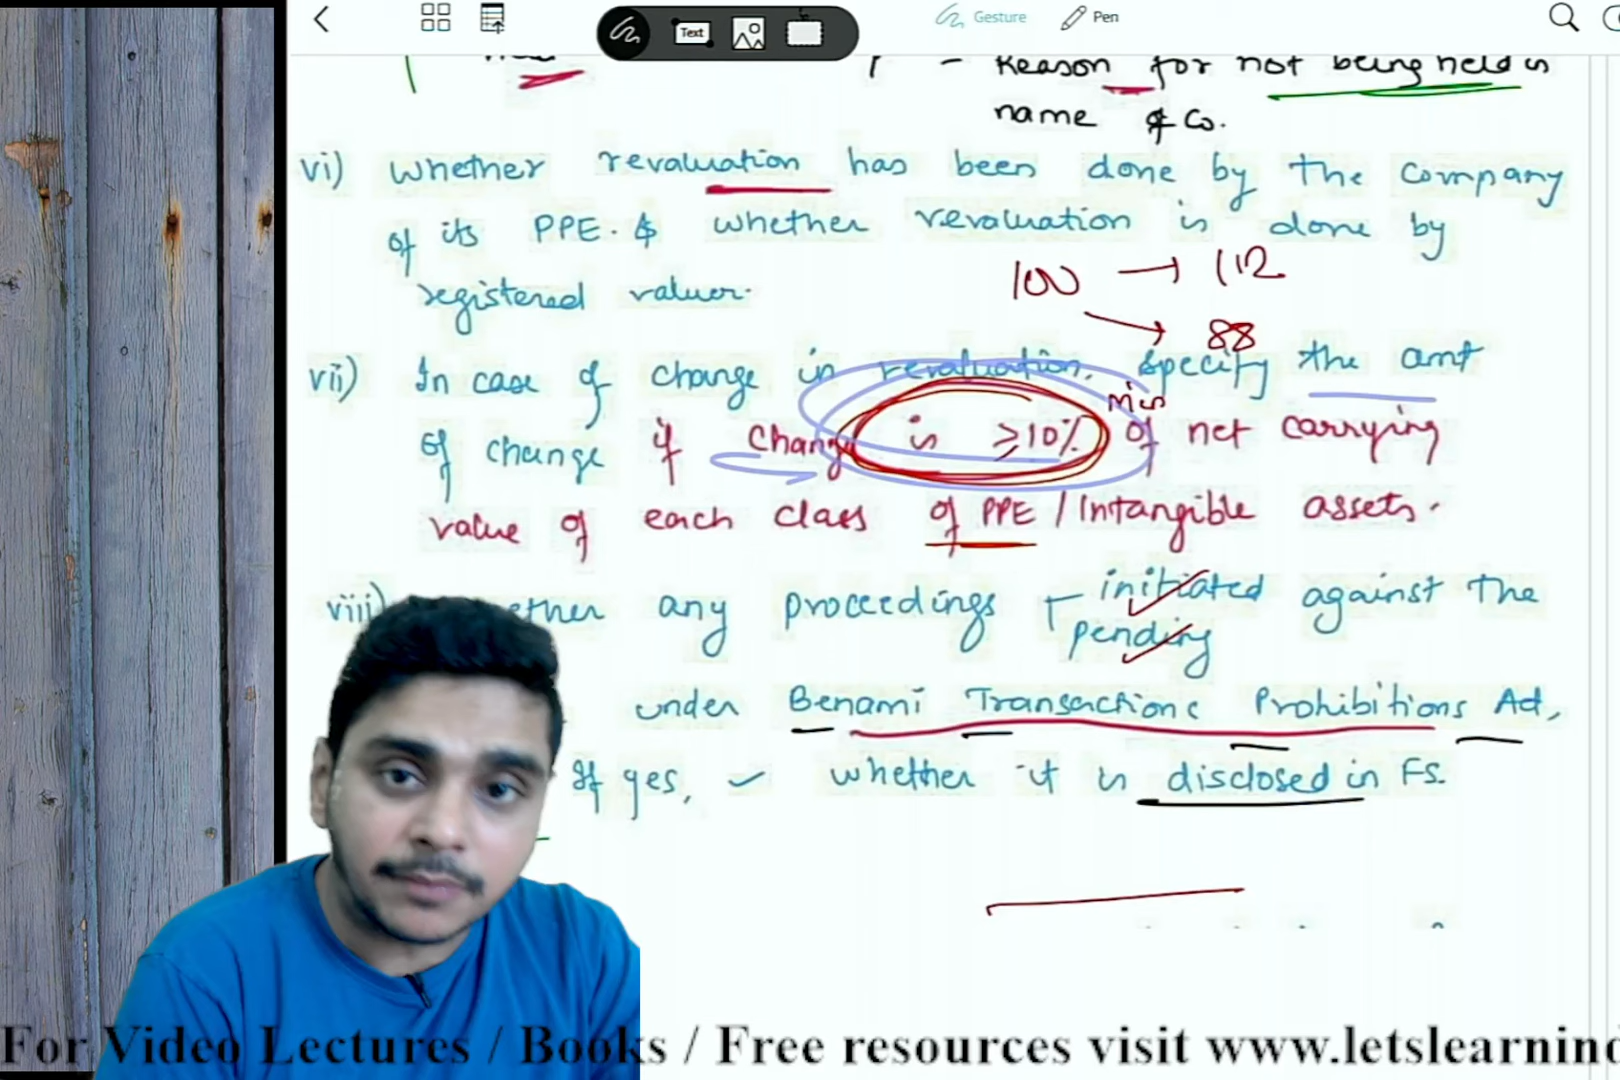 Text
Gesture
Pen
- Reason for not being held in
name of Co.
vi) Whether revaluation has been done by the company
of its PPE. & whether revaluation is done by
registered valuer.
100 → 112
→ 88
vii) In case of change in revaluation, specify the amt
min
of change if change is ≥10% of net carrying
value of each class of PPE / Intangible assets.
viii) any proceedings initiated against the
pending
under Benami Transactions Prohibitions Act,
If yes, whether it is disclosed in FS.
For Video Lectures / Books / Free resources visit www.letslearnind